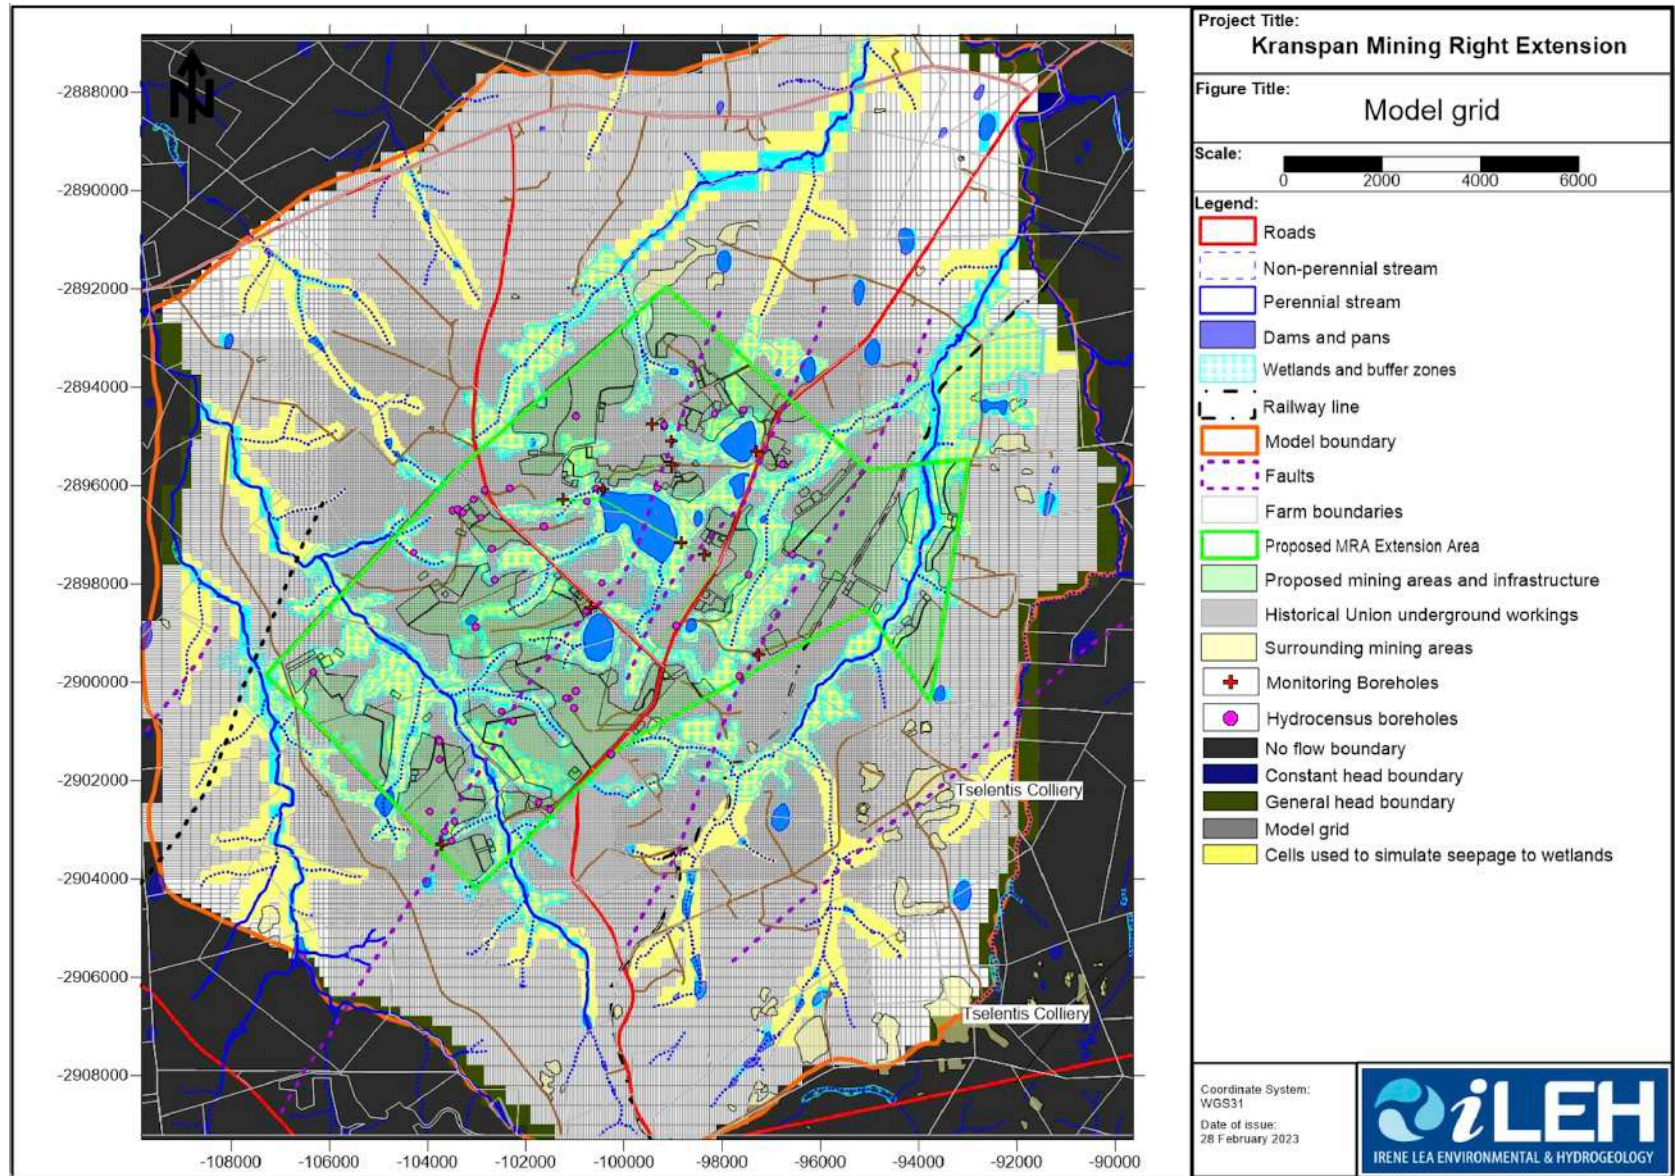 Project Title:
Kranspan Mining Right Extension
Figure Title:
Model grid
Scale:
0 2000 4000 6000
Legend:
Roads
Non-perennial stream
Perennial stream
Dams and pans
Wetlands and buffer zones
Railway line
Model boundary
Faults
Farm boundaries
Proposed MRA Extension Area
Proposed mining areas and infrastructure
Historical Union underground workings
Surrounding mining areas
Monitoring Boreholes
Hydrocensus boreholes
No flow boundary
Constant head boundary
General head boundary
Model grid
Cells used to simulate seepage to wetlands
Coordinate System:
WGS31
Date of issue:
28 February 2023
iLEH
IRENE LEA ENVIRONMENTAL & HYDROGEOLOGY
N
-2888000
-2890000
-2892000
-2894000
-2896000
-2898000
-2900000
-2902000
-2904000
-2906000
-2908000
Tselentis Colliery
Tselentis Colliery
-108000 -106000 -104000 -102000 -100000 -98000 -96000 -94000 -92000 -90000